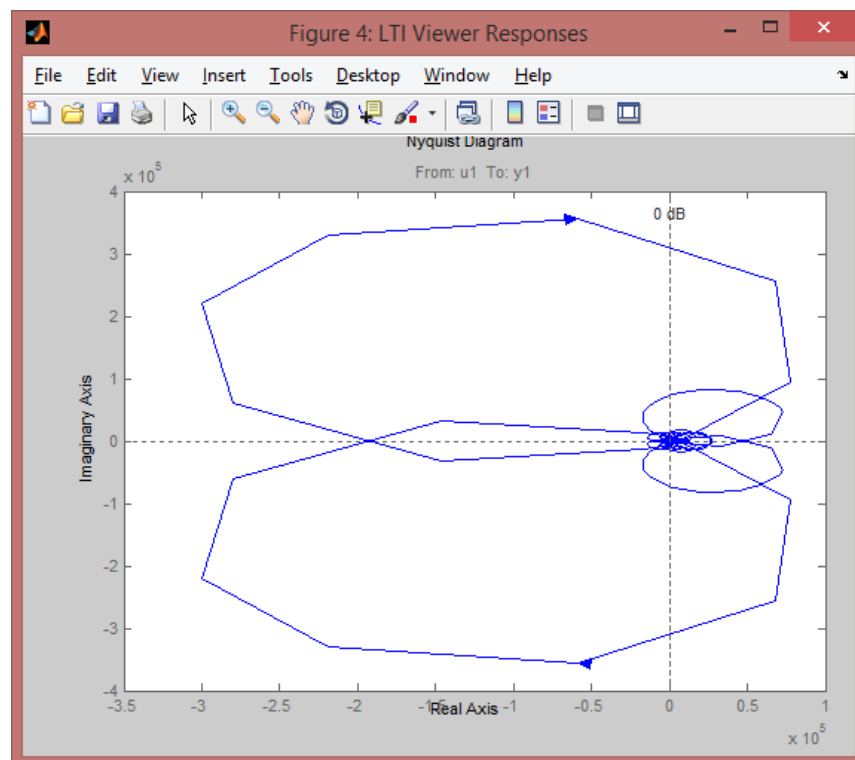 Figure 4: LTI Viewer Responses
File Edit View Insert Tools Desktop Window Help
Nyquist Diagram
From: u1 To: y1
x 10^5
0 dB
4
3
2
1
0
-1
-2
-3
-4
Imaginary Axis
-3.5 -3 -2.5 -2 -1.5 -1 -0.5 0 0.5 1
Real Axis
x 10^5